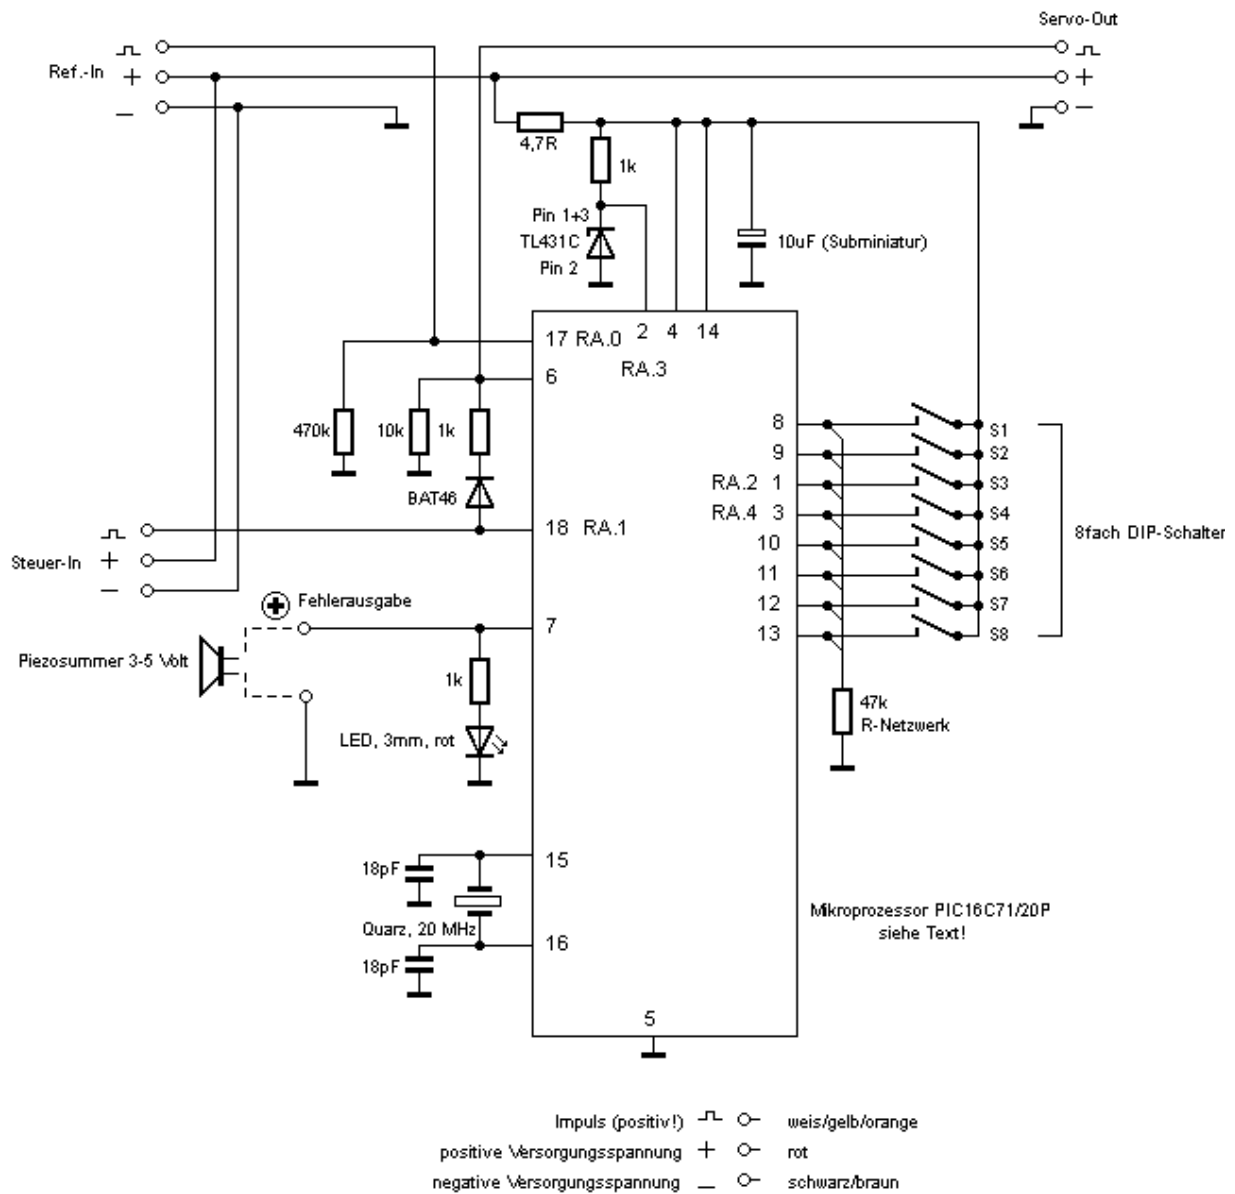 Servo-Out
Ref.-In
+
+
−
−
4,7R
1k
Pin 1+3
TL431C
Pin 2
10uF (Subminiatur)
17 RA.0
2 4 14
RA.3
6
470k
10k
1k
BAT46
18 RA.1
8
9
RA.2 1
RA.4 3
10
11
12
13
S1
S2
S3
S4
S5
S6
S7
S8
8fach DIP-Schalter
Steuer-In
+
−
Fehlerausgabe
+
7
Piezosummer 3-5 Volt
1k
LED, 3mm, rot
47k
R-Netzwerk
15
18pF
Quarz, 20 MHz
16
18pF
Mikroprozessor PIC16C71/20P
siehe Text!
5
Impuls (positiv!) weis/gelb/orange
positive Versorgungsspannung + rot
negative Versorgungsspannung − schwarz/braun